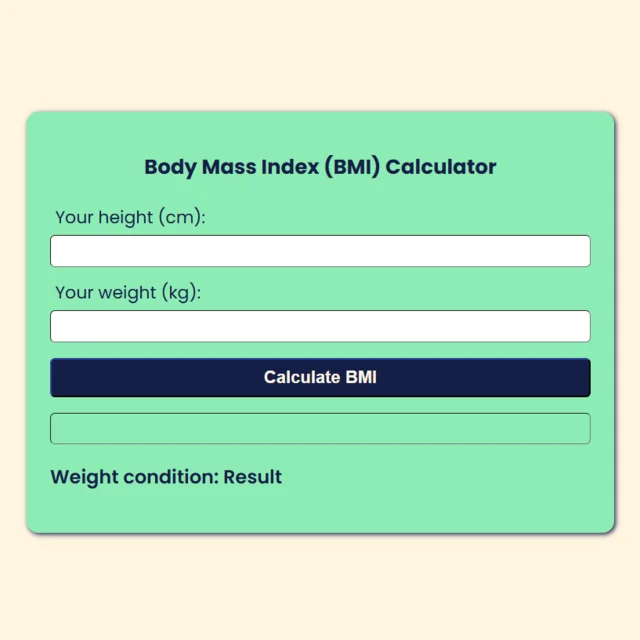 Body Mass Index (BMI) Calculator
Your height (cm):
Your weight (kg):
Calculate BMI
Weight condition: Result